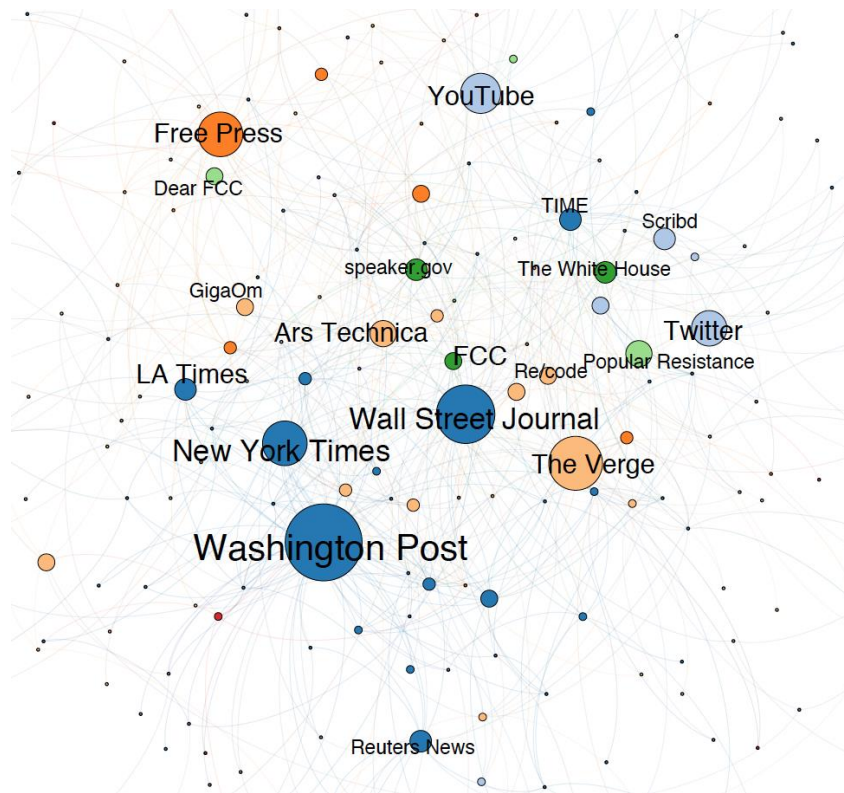 YouTube
Free Press
Dear FCC
TIME
Scribd
speaker.gov
The White House
GigaOm
Ars Technica
Twitter
FCC
Popular Resistance
Re/code
LA Times
Wall Street Journal
New York Times
The Verge
Washington Post
Reuters News